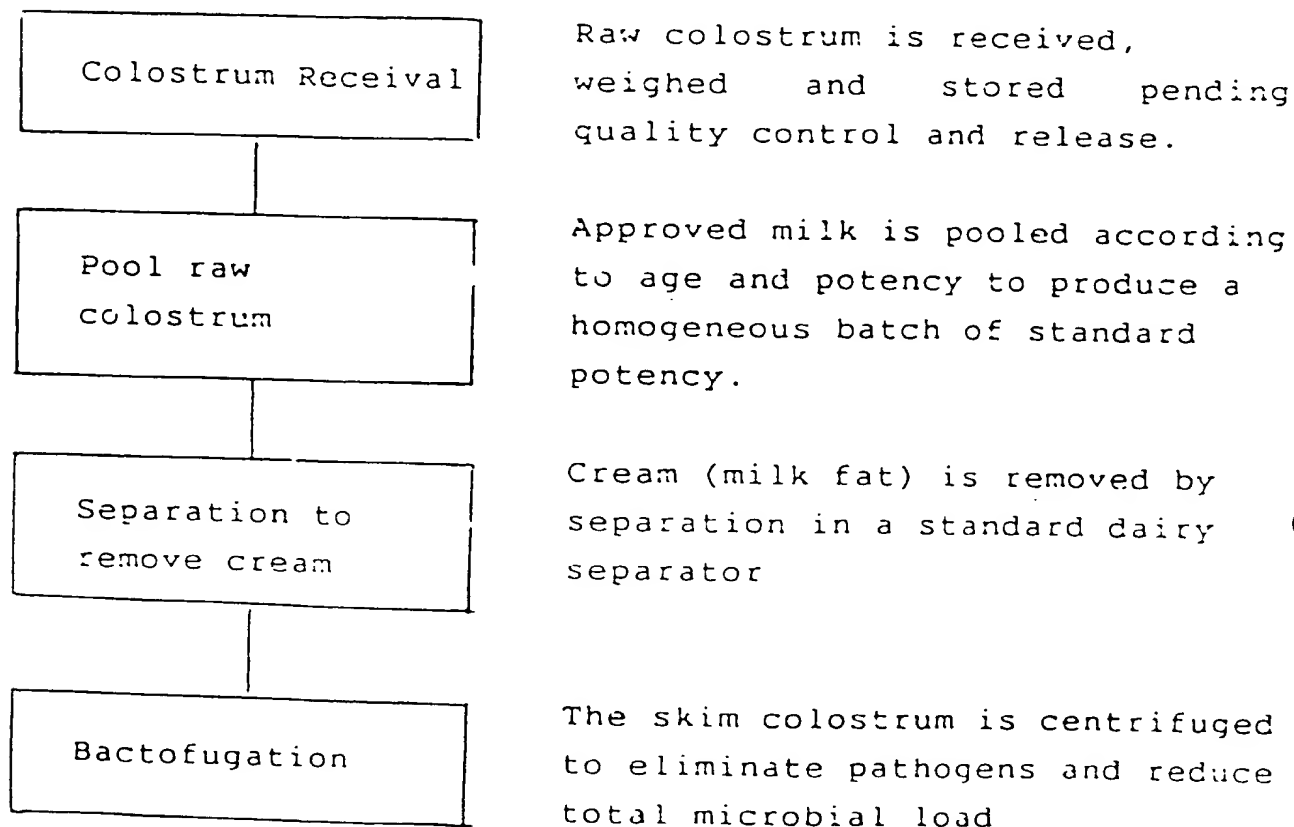 Colostrum Receival
Raw colostrum is received,
weighed and stored pending
quality control and release.
Pool raw
colostrum
Approved milk is pooled according
to age and potency to produce a
homogeneous batch of standard
potency.
Separation to
remove cream
Cream (milk fat) is removed by
separation in a standard dairy
separator
Bactofugation
The skim colostrum is centrifuged
to eliminate pathogens and reduce
total microbial load